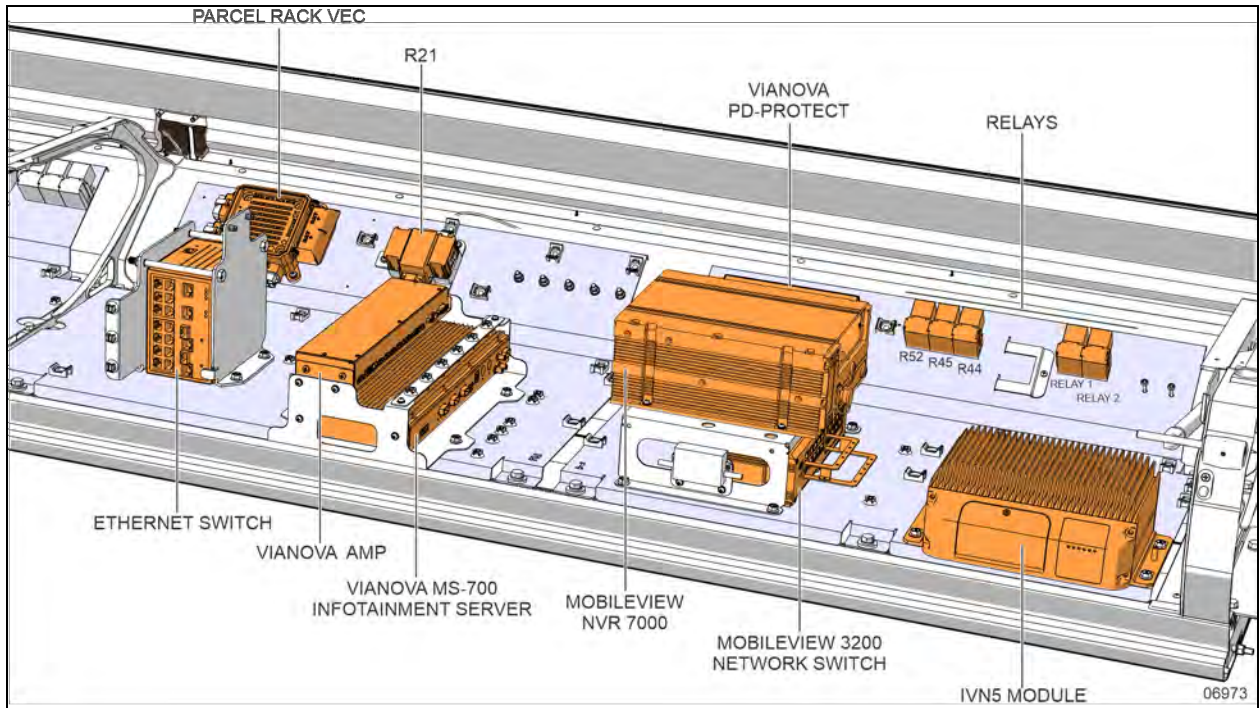 PARCEL RACK VEC
R21
VIANOVA
PD-PROTECT
RELAYS
R52
R45
R44
RELAY 1
RELAY 2
ETHERNET SWITCH
VIANOVA AMP
VIANOVA MS-700
INFOTAINMENT SERVER
MOBILEVIEW
NVR 7000
MOBILEVIEW 3200
NETWORK SWITCH
IVN5 MODULE
06973